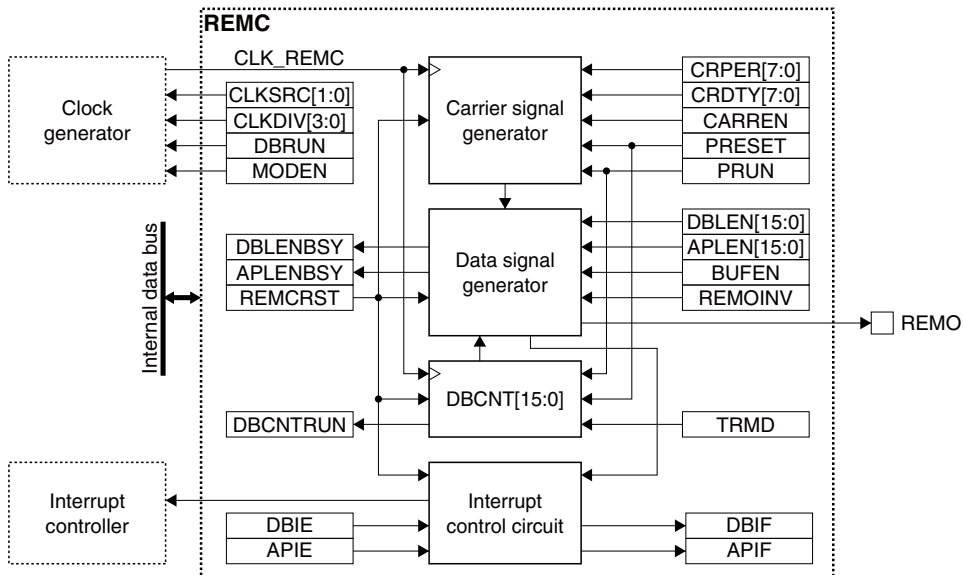 REMC
CLK_REMC
Clock
generator
CLKSRC[1:0]
CLKDIV[3:0]
DBRUN
MODEN
Carrier signal
generator
CRPER[7:0]
CRDTY[7:0]
CARREN
PRESET
PRUN
Internal data bus
DBLENBSY
APLENBSY
REMCRST
Data signal
generator
DBLEN[15:0]
APLEN[15:0]
BUFEN
REMOINV
REMO
DBCNTRUN
DBCNT[15:0]
TRMD
Interrupt
controller
DBIE
APIE
Interrupt
control circuit
DBIF
APIF